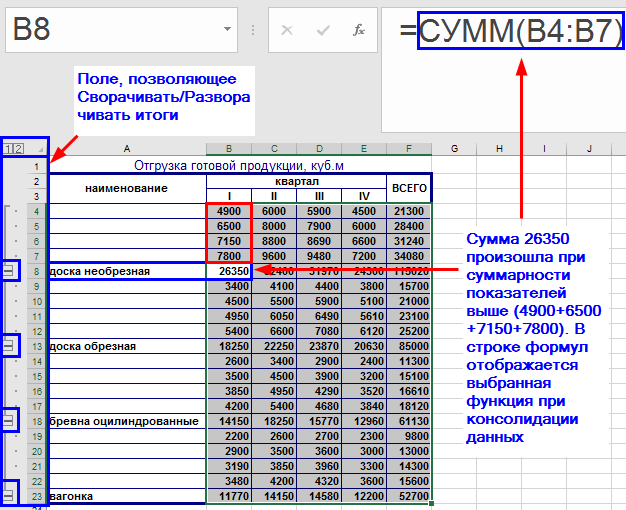 B8
fx
=СУММ(B4:B7)
Поле, позволяющее
Сворачивать/Развора
чивать итоги
1 2
A B C D E F G H I J
1 Отгрузка готовой продукции, куб.м
2 наименование квартал ВСЕГО
3 I II III IV
4 4900 6000 5900 4500 21300
5 6500 8000 7900 6000 28400
6 7150 8800 8690 6600 31240
7 7800 9600 9480 7200 34080
8 доска необрезная 26350 32400 31970 24300 115020
9 3400 4100 4400 3800 15700
10 4500 5500 5900 5100 21000
11 4950 6050 6490 5610 23100
12 5400 6600 7080 6120 25200
13 доска обрезная 18250 22250 23870 20630 85000
14 2600 3400 2900 2400 11300
15 3500 4500 3900 3200 15100
16 3850 4950 4290 3520 16610
17 4200 5400 4680 3840 18120
18 бревна оцилиндрованные 14150 18250 15770 12960 61130
19 2200 2600 2700 2300 9800
20 2900 3500 3600 3000 13000
21 3190 3850 3960 3300 14300
22 3480 4200 4320 3600 15600
23 вагонка 11770 14150 14580 12200 52700
Сумма 26350
произошла при
суммарности
показателей
выше (4900+6500
+7150+7800). В
строке формул
отображается
выбранная
функция при
консолидации
данных